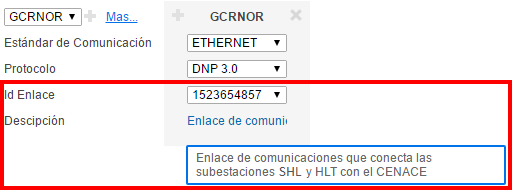 GCRNOR Mas... GCRNOR
Estándar de Comunicación ETHERNET
Protocolo DNP 3.0
Id Enlace 1523654857
Descipción Enlace de comuni
Enlace de comunicaciones que conecta las
subestaciones SHL y HLT con el CENACE